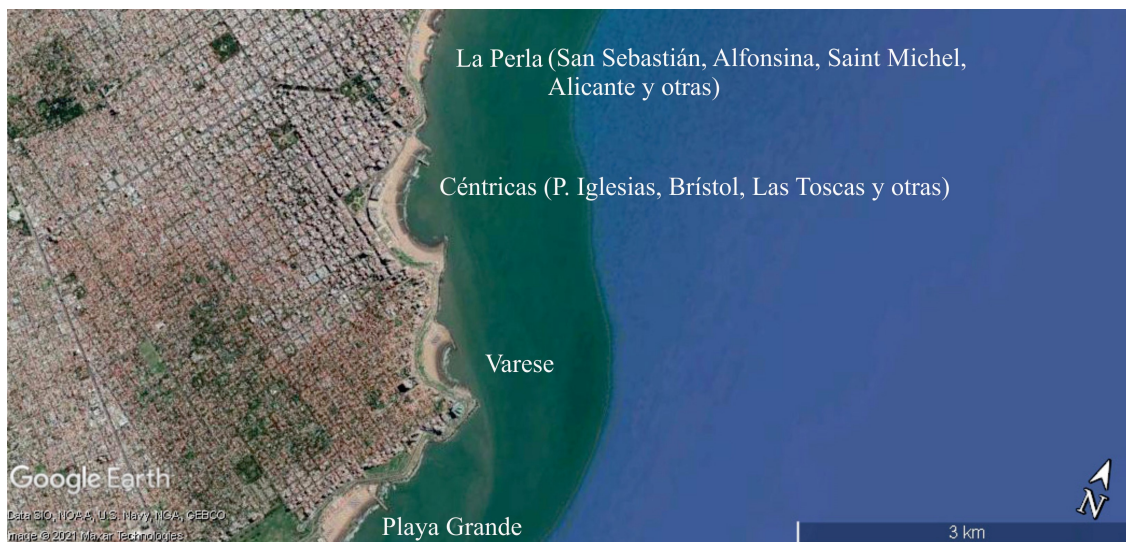 La Perla (San Sebastián, Alfonsina, Saint Michel,
Alicante y otras)
Céntricas (P. Iglesias, Brístol, Las Toscas y otras)
Varese
Google Earth
Data SIO, NOAA, U.S. Navy, NGA, GEBCO
Image © 2021 Maxar Technologies
Playa Grande
N
3 km